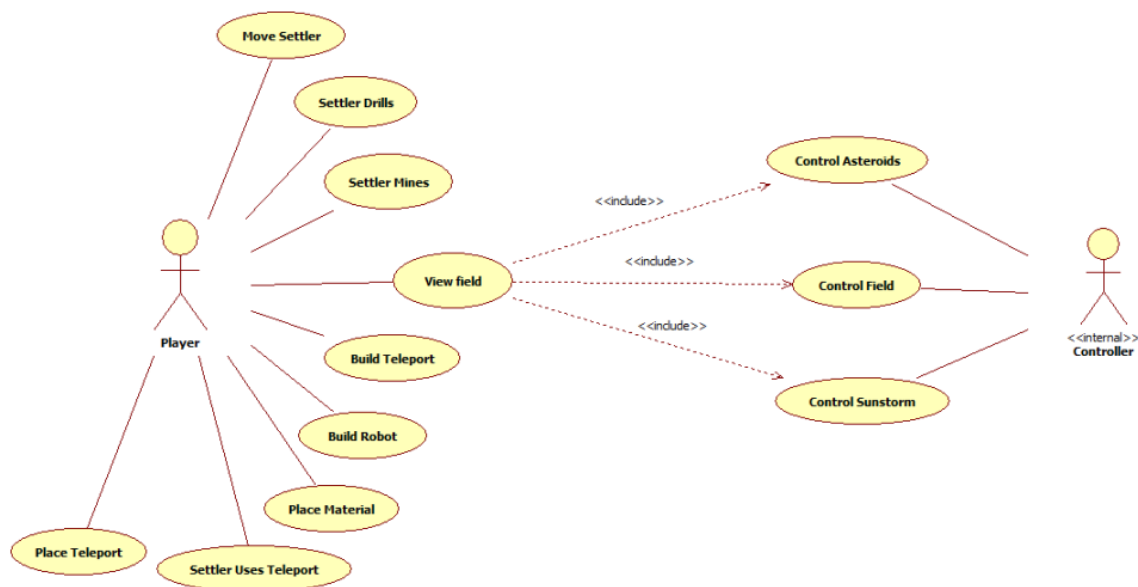 Move Settler
Settler Drills
Settler Mines
View field
Player
Build Teleport
Build Robot
Place Material
Place Teleport
Settler Uses Teleport
<<include>>
<<include>>
<<include>>
Control Asteroids
Control Field
Control Sunstorm
<<internal>>
Controller